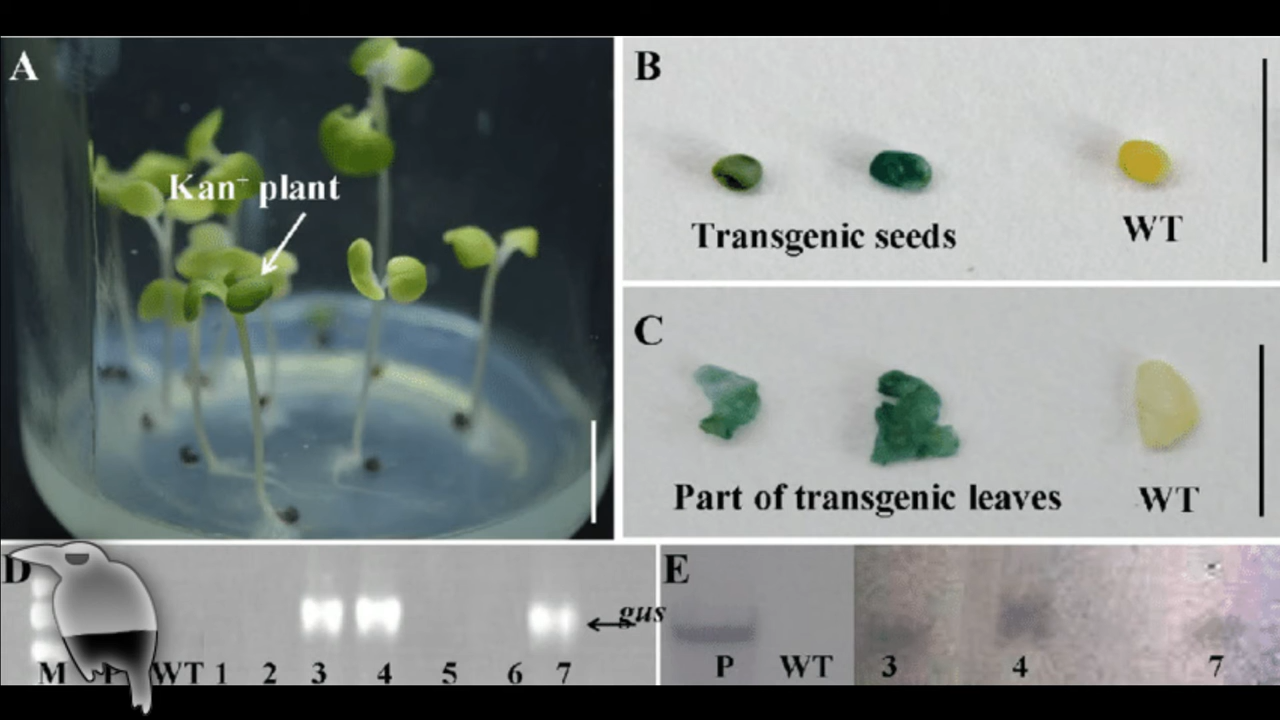 A
Kan⁺ plant
B
Transgenic seeds
WT
C
Part of transgenic leaves
WT
D
gus
M
WT 1 2 3 4 5 6 7
E
P WT 3 4 7